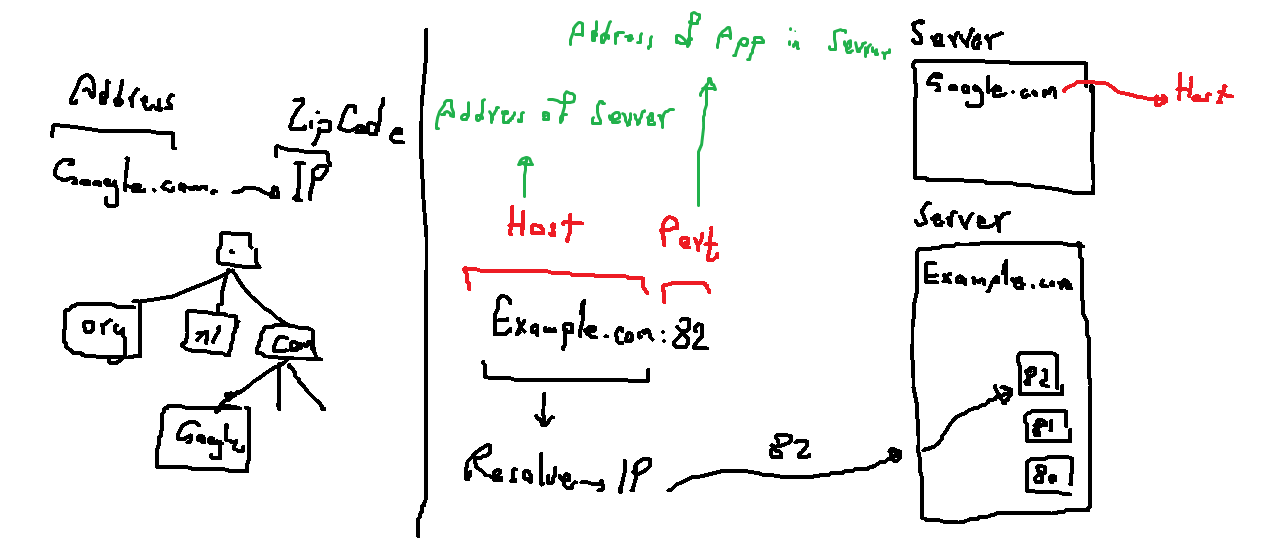 Address
ZipCode
Google.com. → IP
.
org
nl
Com
Google
Address of App in Server
Address of Server
Host
Port
Example.com:82
Resolve → IP
82
Server
Google.com
Host
Server
Example.com
82
81
80